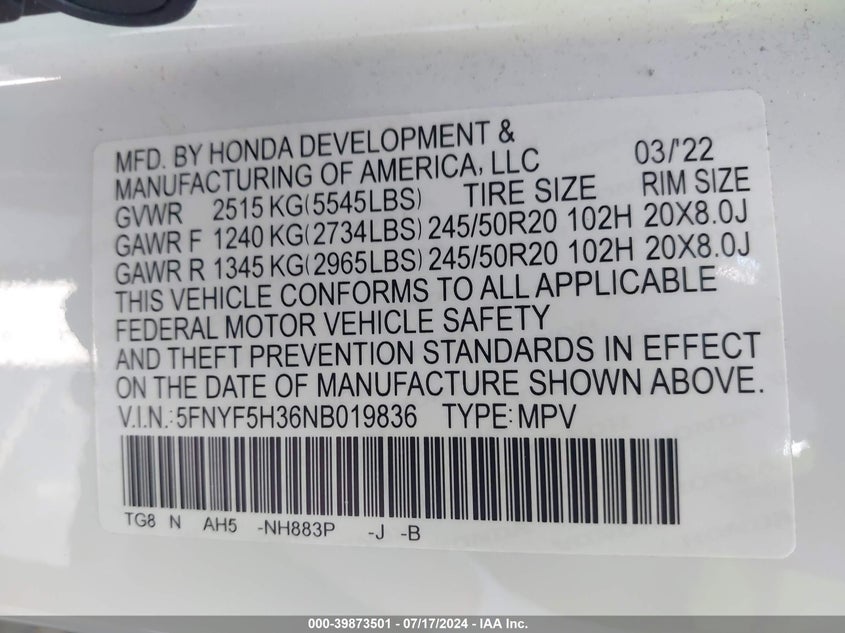 MFD. BY HONDA DEVELOPMENT &
MANUFACTURING OF AMERICA, LLC 03/'22
GVWR 2515 KG(5545LBS) TIRE SIZE RIM SIZE
GAWR F 1240 KG(2734LBS) 245/50R20 102H 20X8.0J
GAWR R 1345 KG(2965LBS) 245/50R20 102H 20X8.0J
THIS VEHICLE CONFORMS TO ALL APPLICABLE
FEDERAL MOTOR VEHICLE SAFETY
AND THEFT PREVENTION STANDARDS IN EFFECT
ON THE DATE OF MANUFACTURE SHOWN ABOVE.
V.I.N.:5FNYF5H36NB019836 TYPE:MPV
TG8 N AH5 -NH883P -J -B
000-39873501 - 07/17/2024 - IAA Inc.